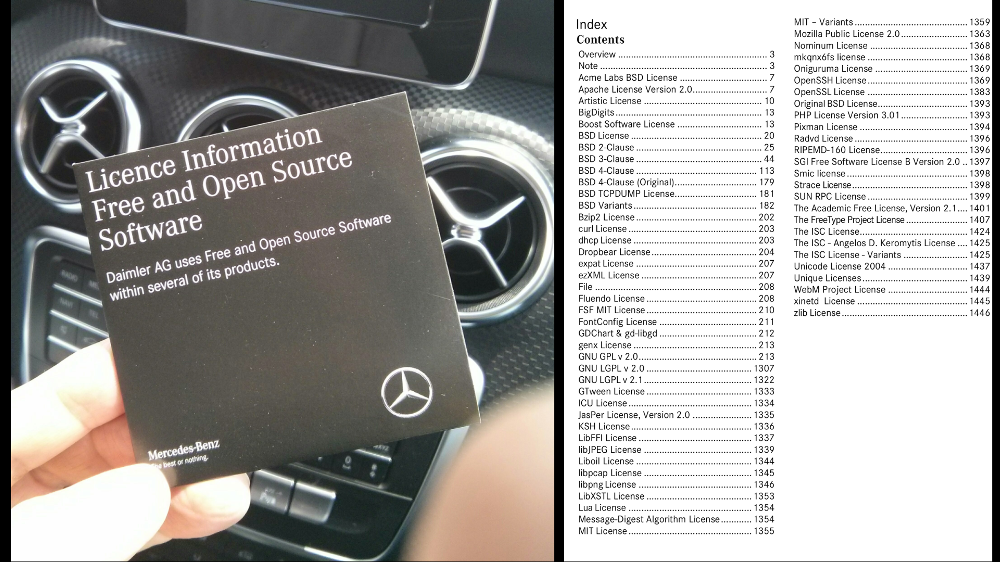 Licence Information
Free and Open Source
Software
Daimler AG uses Free and Open Source Software
within several of its products.
Mercedes-Benz
The best or nothing.
RADIO
NAVI
TEL
0
Index
Contents
Overview ................................................ 3
Note ...................................................... 3
Acme Labs BSD License ............................. 7
Apache License Version 2.0........................ 7
Artistic License ...................................... 10
BigDigits ................................................ 13
Boost Software License ............................ 13
BSD License ........................................... 20
BSD 2-Clause ......................................... 25
BSD 3-Clause ......................................... 44
BSD 4-Clause ....................................... 113
BSD 4-Clause (Original)........................... 179
BSD TCPDUMP License........................... 181
BSD Variants ........................................ 182
Bzip2 License ........................................ 202
curl License .......................................... 203
dhcp License ......................................... 203
Dropbear License................................... 204
expat License ........................................ 207
ezXML License ...................................... 207
File ..................................................... 208
Fluendo License .................................... 208
FSF MIT License .................................... 210
FontConfig License ................................ 211
GDChart & gd-libgd ................................ 212
genx License ......................................... 213
GNU GPL v 2.0....................................... 213
GNU LGPL v 2.0 ................................... 1307
GNU LGPL v 2.1 ................................... 1322
GTween License ................................... 1333
ICU License ......................................... 1334
JasPer License, Version 2.0 ................... 1335
KSH License ........................................ 1336
LibFFI License ...................................... 1337
libJPEG License .................................... 1339
Liboil License ....................................... 1344
libpcap License .................................... 1345
libpng License ...................................... 1346
LibXSTL License ................................... 1353
Lua License ......................................... 1354
Message-Digest Algorithm License............ 1354
MIT License ......................................... 1355
MIT – Variants ..................................... 1359
Mozilla Public License 2.0...................... 1363
Nominum License ................................ 1368
mkqnx6fs license ................................. 1368
Oniguruma License .............................. 1369
OpenSSH License................................. 1369
OpenSSL License ................................. 1383
Original BSD License............................. 1393
PHP License Version 3.01...................... 1393
Pixman License ................................... 1394
Radvd License ..................................... 1396
RIPEMD-160 License............................. 1396
SGI Free Software License B Version 2.0 .. 1397
Smic license ....................................... 1398
Strace License...................................... 1398
SUN RPC License ................................. 1399
The Academic Free License, Version 2.1.... 1401
The FreeType Project License .................... 1407
The ISC License................................... 1424
The ISC - Angelos D. Keromytis License .... 1425
The ISC License - Variants ..................... 1425
Unicode License 2004 .......................... 1437
Unique Licenses................................... 1439
WebM Project License ........................... 1444
xinetd License .................................... 1445
zlib License......................................... 1446